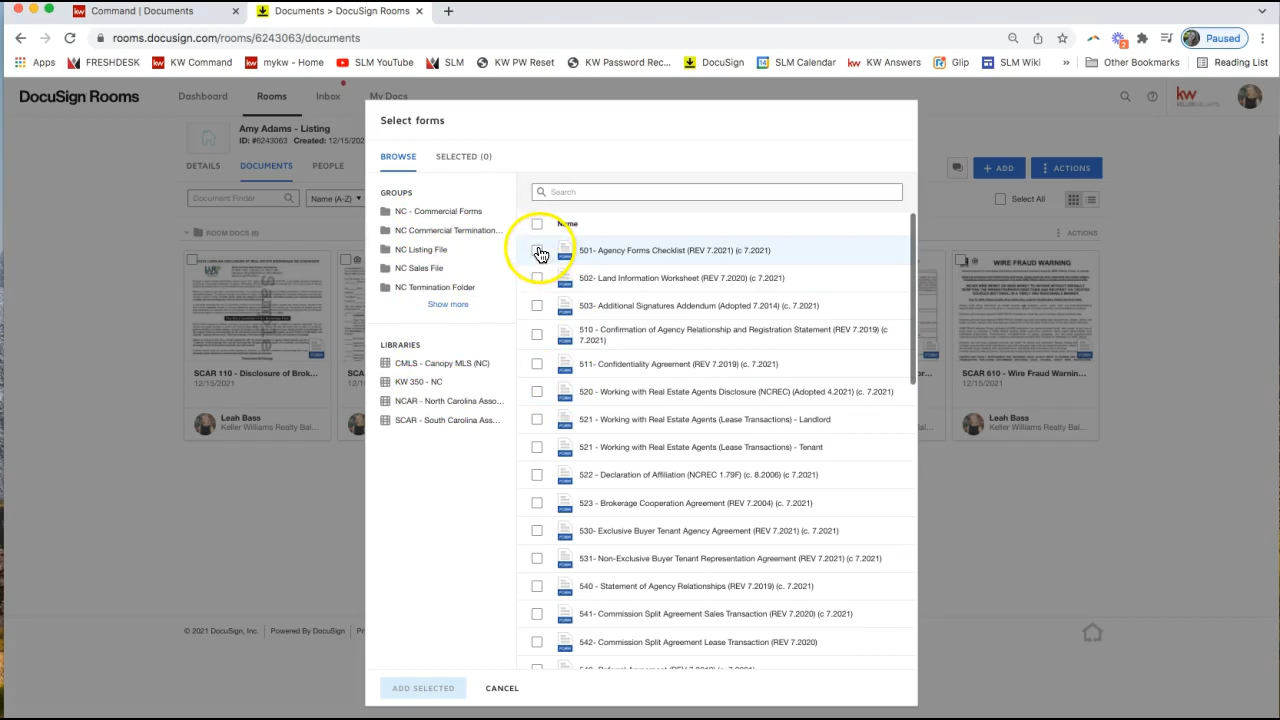 Command | Documents
Documents > DocuSign Rooms
rooms.docusign.com/rooms/6243063/documents
2
Paused
Apps
FRESHDESK
kw
KW Command
kw
mykw - Home
SLM YouTube
SLM
KW PW Reset
KW Password Rec...
DocuSign
14
SLM Calendar
kw
KW Answers
Glip
SLM Wiki
»
Other Bookmarks
Reading List
DocuSign Rooms
Dashboard
Rooms
Inbox
My Docs
kw
KELLERWILLIAMS
Amy Adams - Listing
ID: #6243063 Created: 12/15/202
DETAILS
DOCUMENTS
PEOPLE
+ ADD
ACTIONS
Document Finder
Name (A-Z)
Select All
ROOM DOCS (6)
ACTIONS
SCAR 110 - Disclosure of Brok...
12/15/2021
Leah Bass
Keller Williams Realty Bal...
WIRE FRAUD WARNING
SCAR 610 - Wire Fraud Warnin...
12/15/2021
Leah Bass
Keller Williams Realty Bal...
© 2021 DocuSign, Inc.
Powered By DocuSign
Select forms
BROWSE
SELECTED (0)
GROUPS
NC - Commercial Forms
NC Commercial Termination...
NC Listing File
NC Sales File
NC Termination Folder
Show more
LIBRARIES
CMLS - Canopy MLS (NC)
KW 350 - NC
NCAR - North Carolina Asso...
SCAR - South Carolina Ass...
Search
Name
501- Agency Forms Checklist (REV 7.2021) (c 7.2021)
502- Land Information Worksheet (REV 7.2020) (c 7.2021)
503- Additional Signatures Addendum (Adopted 7.2014) (c. 7.2021)
510 - Confirmation of Agency Relationship and Registration Statement (REV 7.2019) (c
7.2021)
511- Confidentiality Agreement (REV 7.2019) (c 7.2021)
520 - Working with Real Estate Agents Disclosure (NCREC) (Adopted 4.2021) (c. 7.2021)
521 - Working with Real Estate Agents (Lease Transactions) - Landlord
521 - Working with Real Estate Agents (Lease Transactions) - Tenant
522 - Declaration of Affiliation (NCREC 1.79F) (c. 8.2006) (c 7.2021)
523 - Brokerage Cooperation Agreement (REV 7.2004) (c. 7.2021)
530- Exclusive Buyer Tenant Agency Agreement (REV 7.2021) (c 7.2021)
531- Non-Exclusive Buyer Tenant Representation Agreement (REV 7.2021) (c 7.2021)
540 - Statement of Agency Relationships (REV 7.2019) (c 7.2021)
541- Commission Split Agreement Sales Transaction (REV 7.2020) (c 7.2021)
542- Commission Split Agreement Lease Transaction (REV 7.2020)
ADD SELECTED
CANCEL